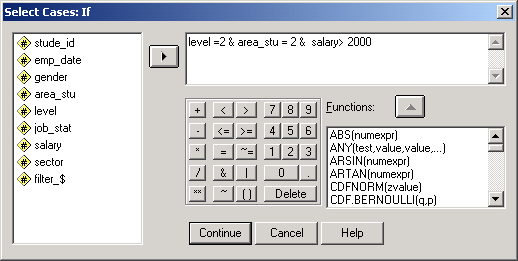 Select Cases: If
stude_id
emp_date
gender
area_stu
level
job_stat
salary
sector
filter_$
level =2 & area_stu = 2 &  salary> 2000
+ < > 7 8 9
- <= >= 4 5 6
* = ~= 1 2 3
/ & | 0 .
** ~ ( ) Delete
Functions:
ABS(numexpr)
ANY(test,value,value,...)
ARSIN(numexpr)
ARTAN(numexpr)
CDFNORM(zvalue)
CDF.BERNOULLI(q,p)
Continue Cancel Help